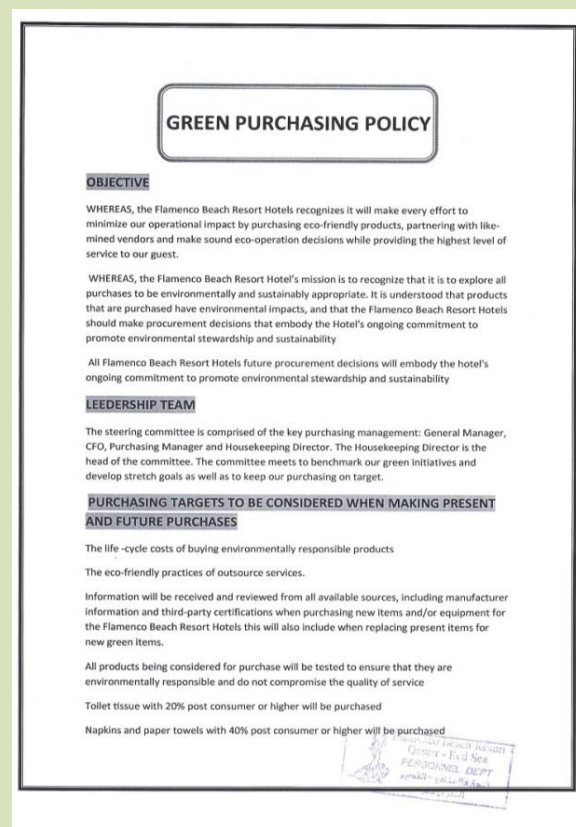 GREEN PURCHASING POLICY
OBJECTIVE
WHEREAS, the Flamenco Beach Resort Hotels recognizes it will make every effort to
minimize our operational impact by purchasing eco-friendly products, partnering with like-
mined vendors and make sound eco-operation decisions while providing the highest level of
service to our guest.
WHEREAS, the Flamenco Beach Resort Hotel's mission is to recognize that it is to explore all
purchases to be environmentally and sustainably appropriate. It is understood that products
that are purchased have environmental impacts, and that the Flamenco Beach Resort Hotels
should make procurement decisions that embody the Hotel's ongoing commitment to
promote environmental stewardship and sustainability
All Flamenco Beach Resort Hotels future procurement decisions will embody the hotel's
ongoing commitment to promote environmental stewardship and sustainability
LEEDERSHIP TEAM
The steering committee is comprised of the key purchasing management: General Manager,
CFO, Purchasing Manager and Housekeeping Director. The Housekeeping Director is the
head of the committee. The committee meets to benchmark our green initiatives and
develop stretch goals as well as to keep our purchasing on target.
PURCHASING TARGETS TO BE CONSIDERED WHEN MAKING PRESENT
AND FUTURE PURCHASES
The life -cycle costs of buying environmentally responsible products
The eco-friendly practices of outsource services.
Information will be received and reviewed from all available sources, including manufacturer
information and third-party certifications when purchasing new items and/or equipment for
the Flamenco Beach Resort Hotels this will also include when replacing present items for
new green items.
All products being considered for purchase will be tested to ensure that they are
environmentally responsible and do not compromise the quality of service
Toilet tissue with 20% post consumer or higher will be purchased
Napkins and paper towels with 40% post consumer or higher will be purchased
Beach Resort
- Red Sea
PERSONNEL DEPT